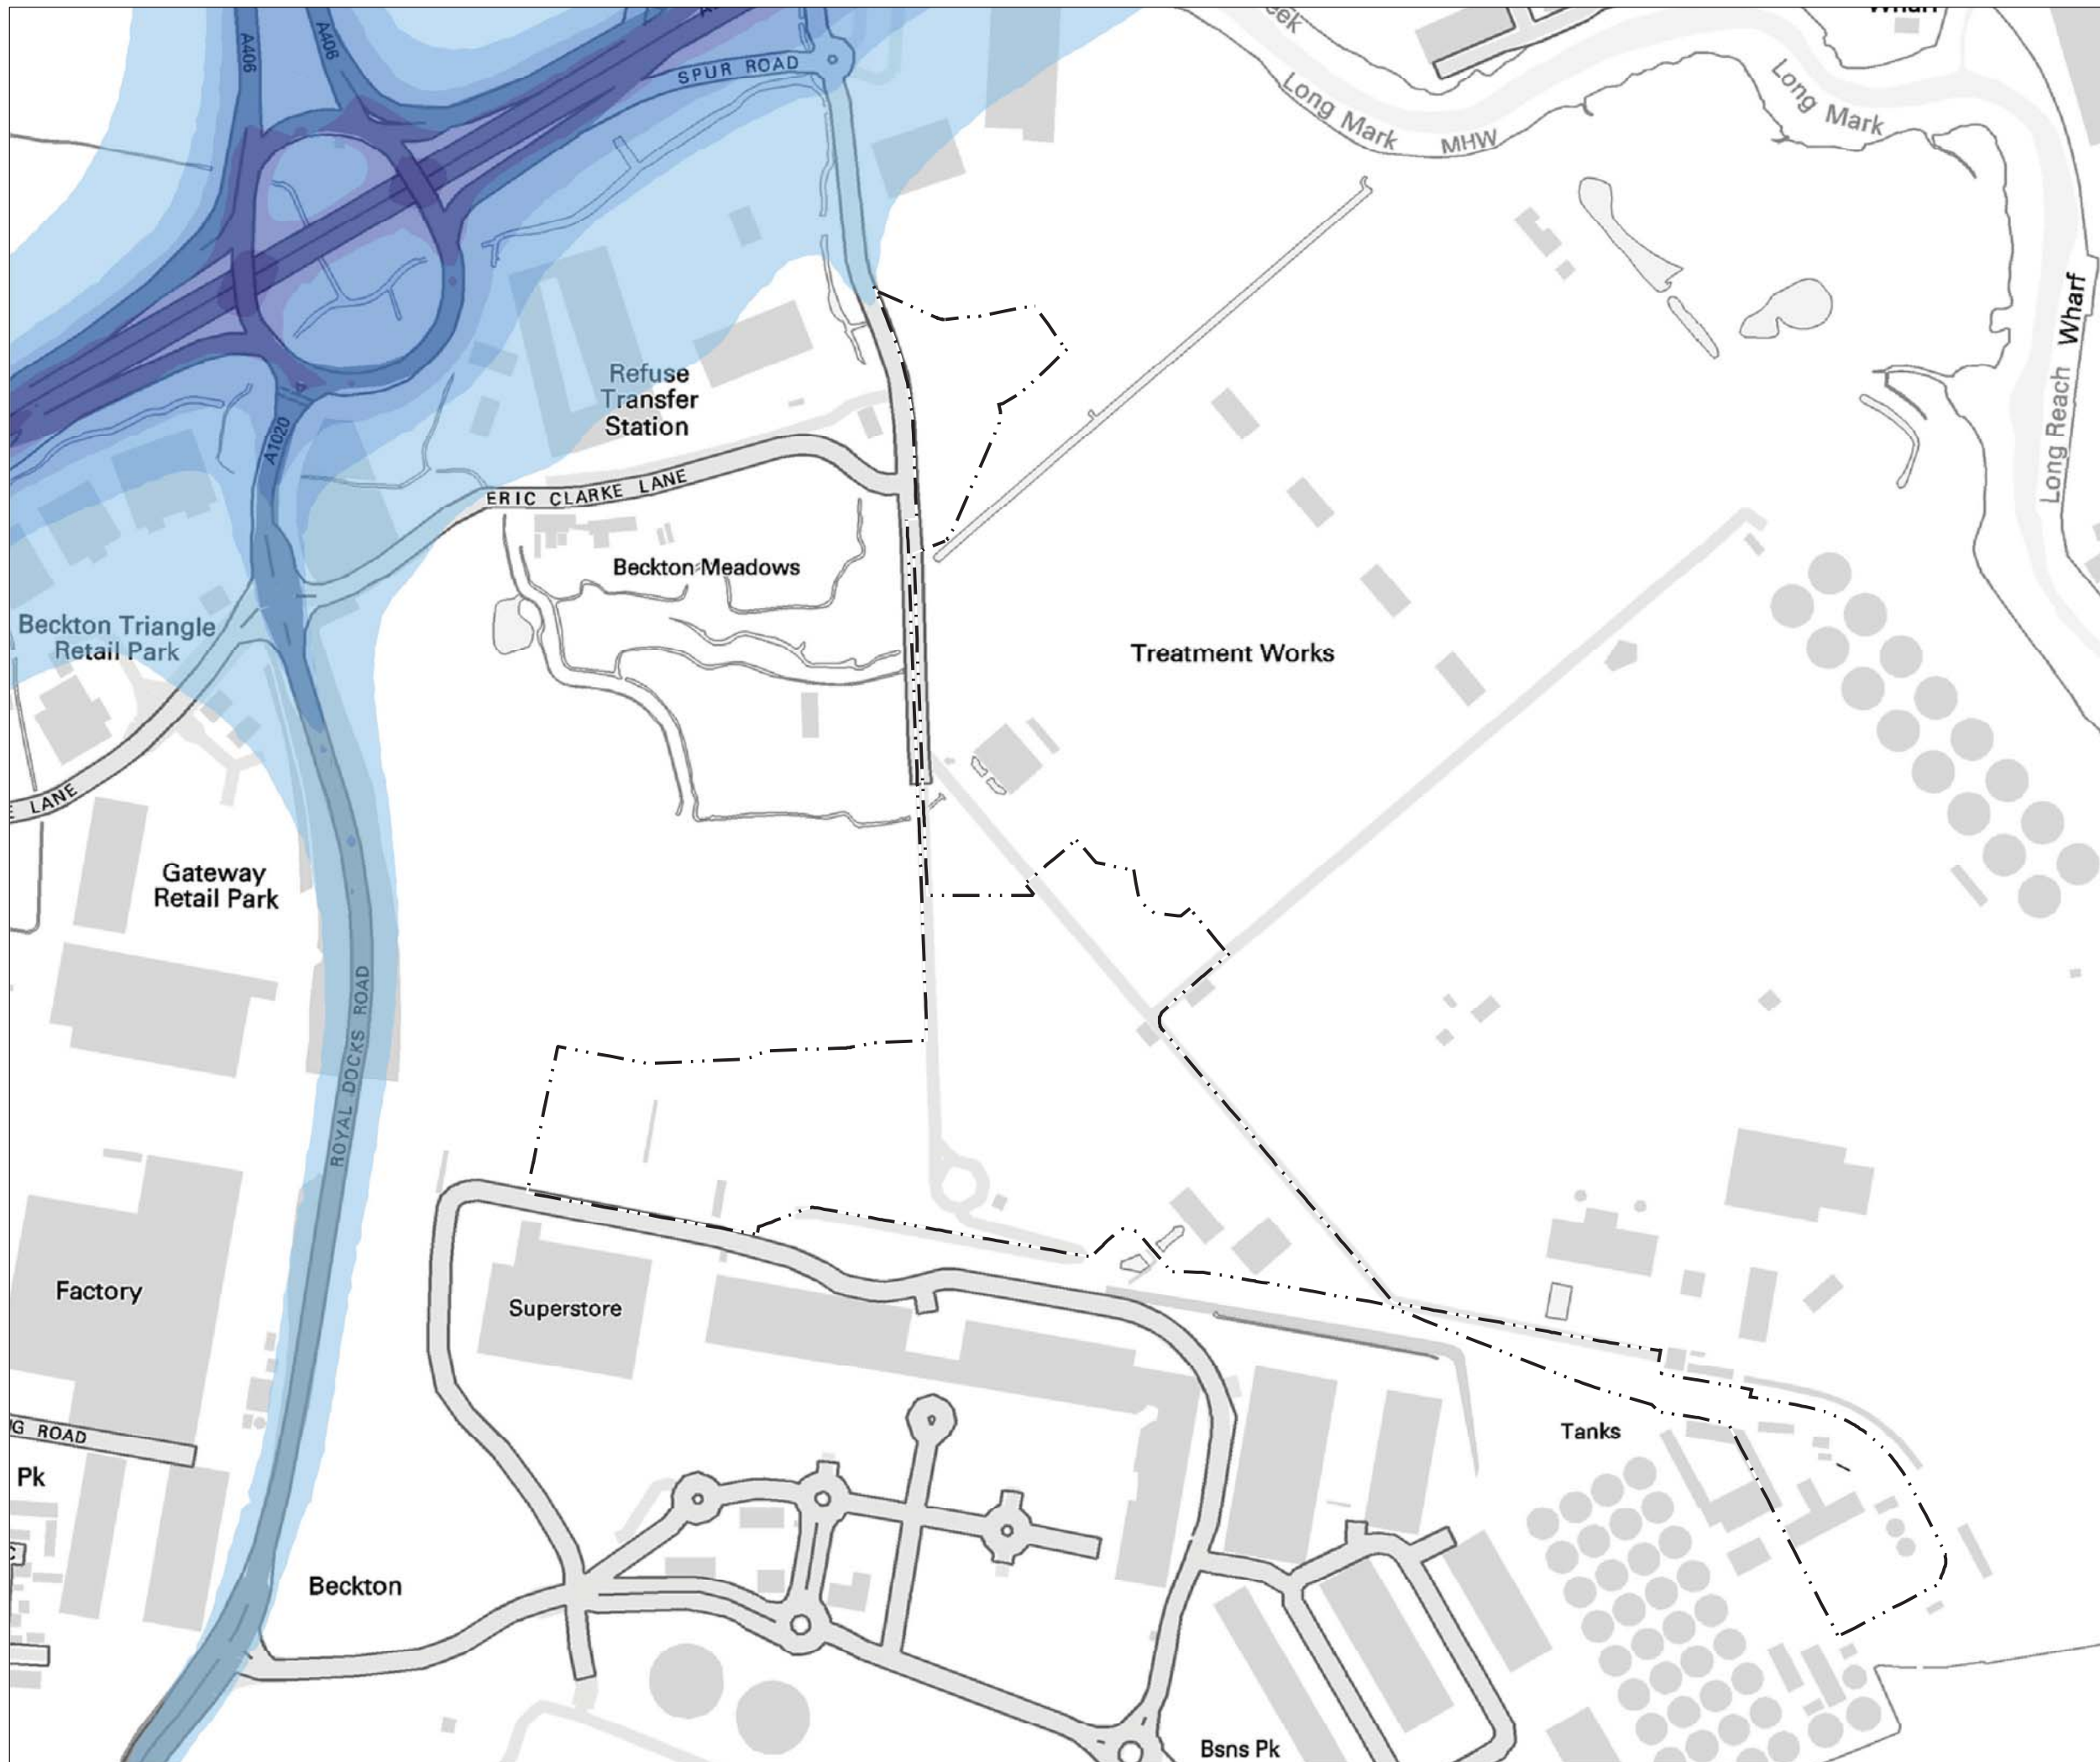 A406
A406
SPUR ROAD
eek
Long Mark
MHW
Long Mark
Long Reach
Wharf
Refuse
Transfer
Station
A1020
ERIC CLARKE LANE
Beckton Meadows
Beckton Triangle
Retail Park
Treatment Works
LANE
Gateway
Retail Park
ROYAL DOCKS ROAD
Factory
Superstore
G ROAD
Pk
Tanks
Beckton
Bsns Pk